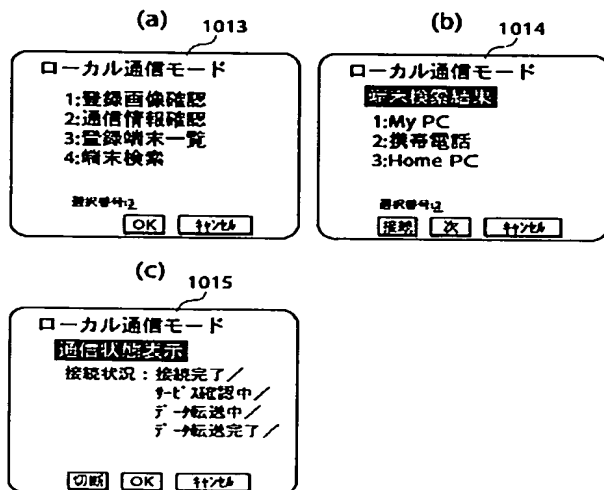 (a)
1013
ローカル通信モード
1:登録画像確認
2:通信情報確認
3:登録端末一覧
4:端末検索
選択番号:3
OK キャンセル
(b)
1014
ローカル通信モード
端末検索結果
1:My PC
2:携帯電話
3:Home PC
選択番号:2
接続 次 キャンセル
(c)
1015
ローカル通信モード
通信状態表示
接続状況：接続完了/
サービス確認中/
データ転送中/
データ転送完了/
切断 OK キャンセル